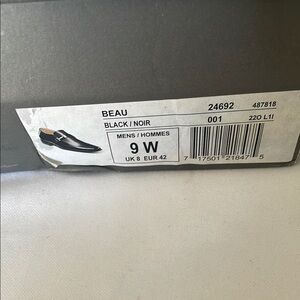 BEAU 24692 487818
BLACK / NOIR 001 22O L1I
MENS / HOMMES
9 W
UK 8 EUR. 42
7 17501 21847 5